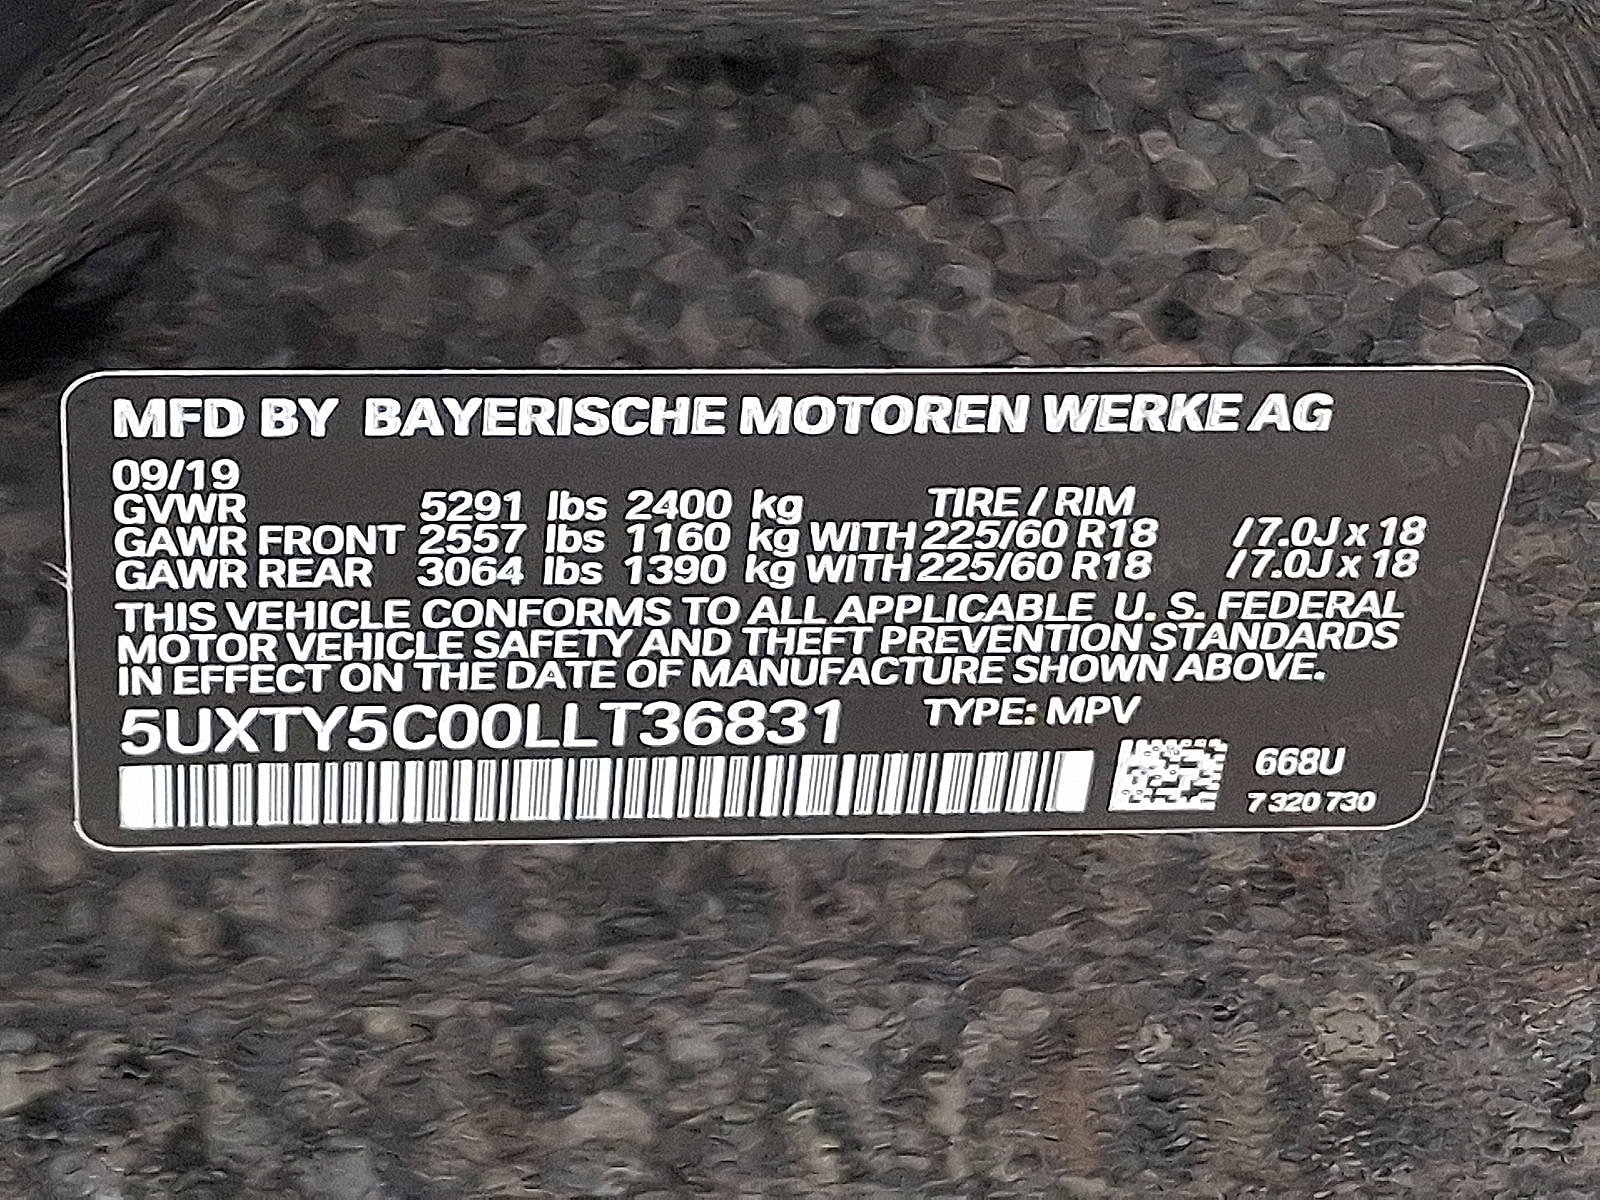 MFD BY BAYERISCHE MOTOREN WERKE AG
09/19
GVWR 5291 lbs 2400 kg TIRE / RIM
GAWR FRONT 2557 lbs 1160 kg WITH 225/60 R18 /7.0J x 18
GAWR REAR 3064 lbs 1390 kg WITH 225/60 R18 /7.0J x 18
THIS VEHICLE CONFORMS TO ALL APPLICABLE U. S. FEDERAL
MOTOR VEHICLE SAFETY AND THEFT PREVENTION STANDARDS
IN EFFECT ON THE DATE OF MANUFACTURE SHOWN ABOVE.
5UXTY5C00LLT36831 TYPE: MPV
668U
7 320 730